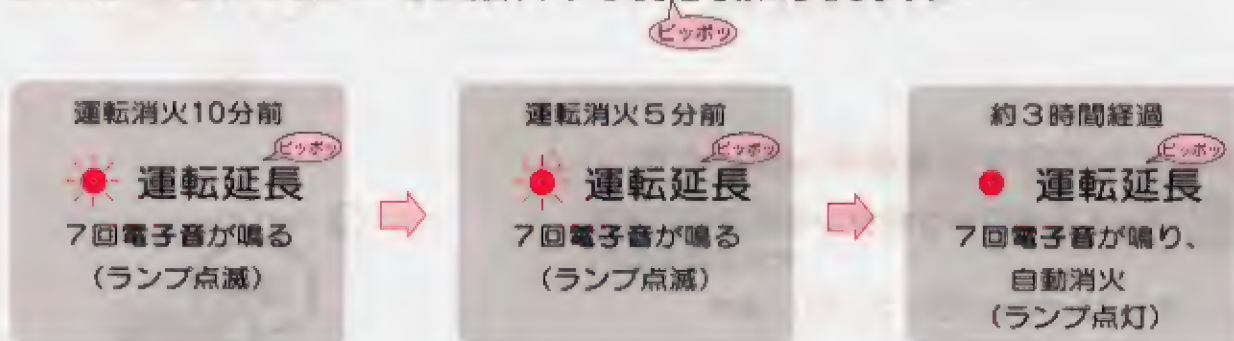 ピッポッ
運転消火10分前
ピッポッ
運転延長
7回電子音が鳴る
(ランプ点滅)
運転消火5分前
ピッポッ
運転延長
7回電子音が鳴る
(ランプ点滅)
約3時間経過
ピッポッ
運転延長
7回電子音が鳴り、
自動消火
(ランプ点灯)